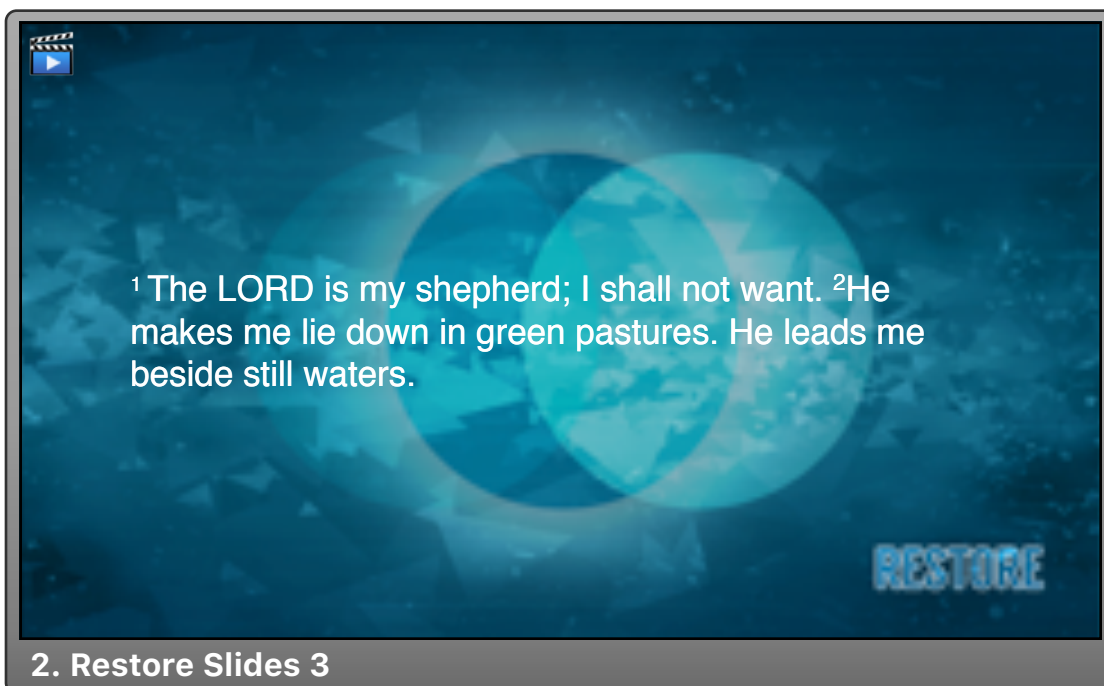 ¹ The LORD is my shepherd; I shall not want. ²He
makes me lie down in green pastures. He leads me
beside still waters.
RESTORE
2. Restore Slides 3